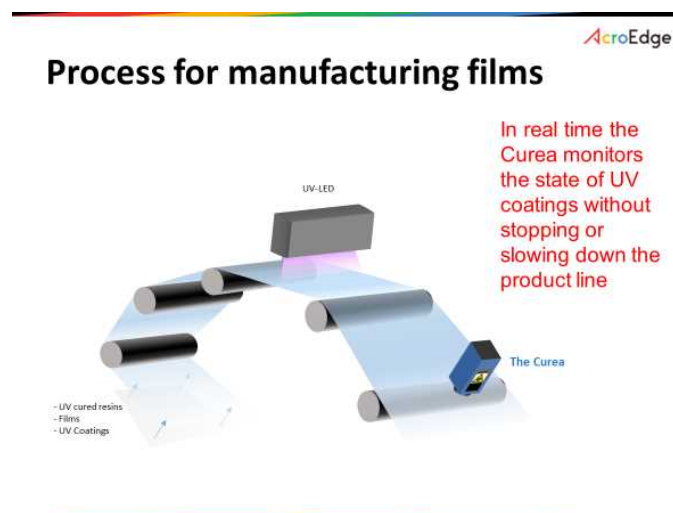 AcroEdge
Process for manufacturing films
In real time the
Curea monitors
the state of UV
coatings without
stopping or
slowing down the
product line
UV-LED
The Curea
- UV cured resins
- Films
- UV Coatings